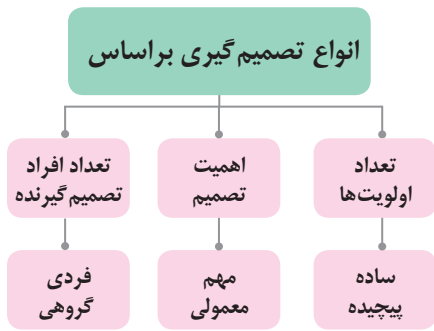 انواع تصمیم‌گیری براساس
تعداد
اولویت‌ها
اهمیت
تصمیم
تعداد افراد
تصمیم‌گیرنده
ساده
پیچیده
مهم
معمولی
فردی
گروهی